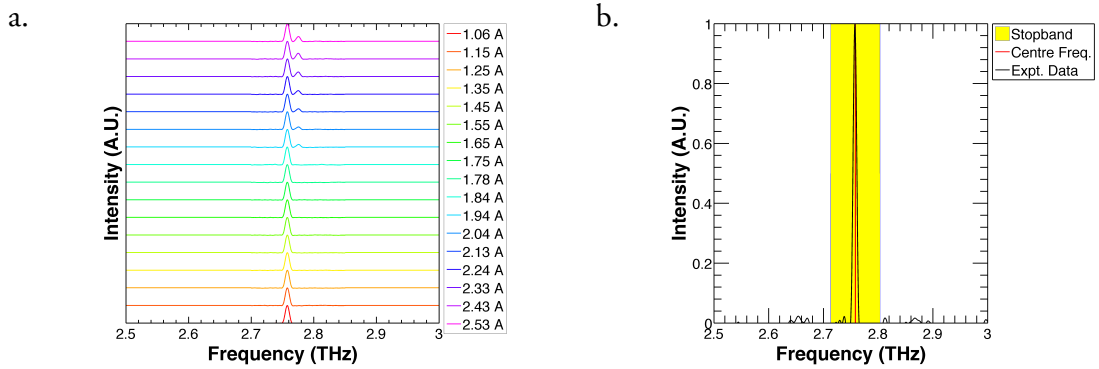 a.
Intensity (A.U.)
2.5 2.6 2.7 2.8 2.9 3
Frequency (THz)
1.06 A
1.15 A
1.25 A
1.35 A
1.45 A
1.55 A
1.65 A
1.75 A
1.78 A
1.84 A
1.94 A
2.04 A
2.13 A
2.24 A
2.33 A
2.43 A
2.53 A
b.
Intensity (A.U.)
1
0.8
0.6
0.4
0.2
0
2.5 2.6 2.7 2.8 2.9 3
Frequency (THz)
Stopband
Centre Freq.
Expt. Data